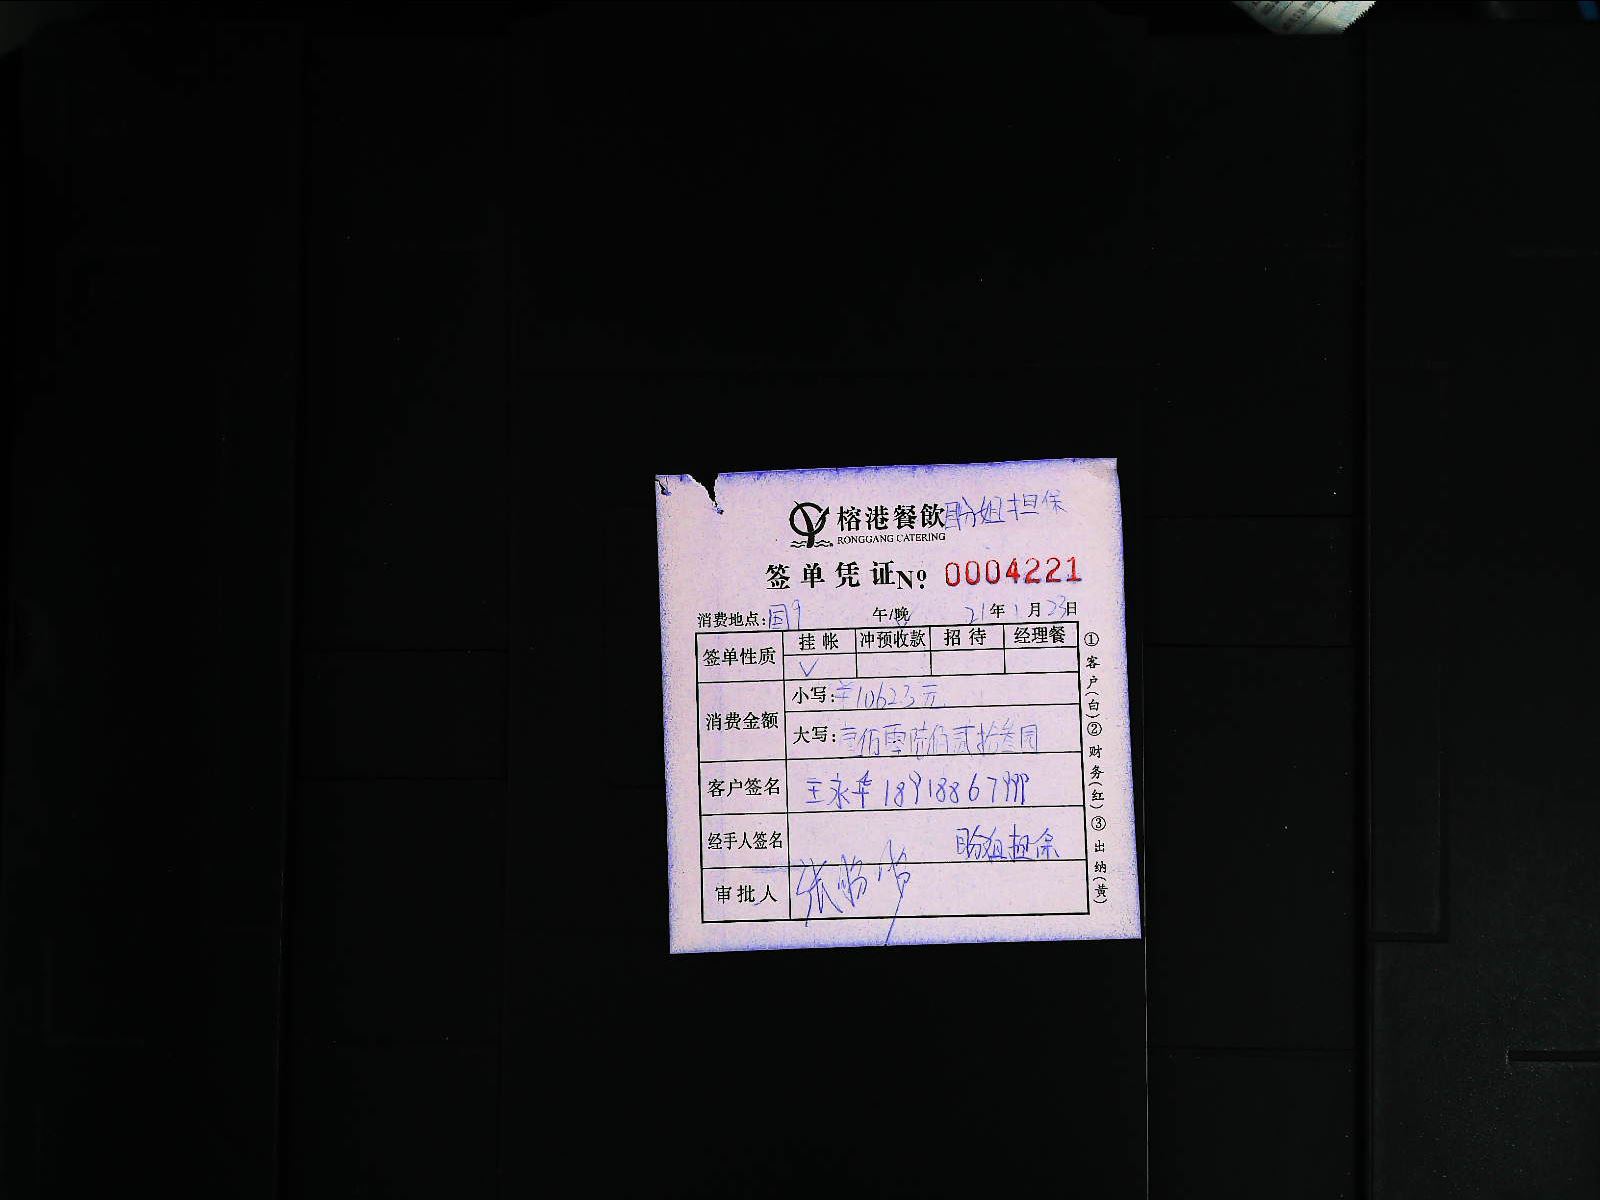 榕港餐飲 盼姐担保
RONGGANG CATERING
签单凭证 No 0004221
消费地点:国9 午/晚 21年1月23日
签单性质 挂帐 冲预收款 招待 经理餐
√
消费金额 小写:¥10623元
大写:壹佰零陆佰贰拾叁园
客户签名 王永华 18918867999
经手人签名 盼姐担保
审批人 张
①客户(白)②财务(红)③出纳(黄)